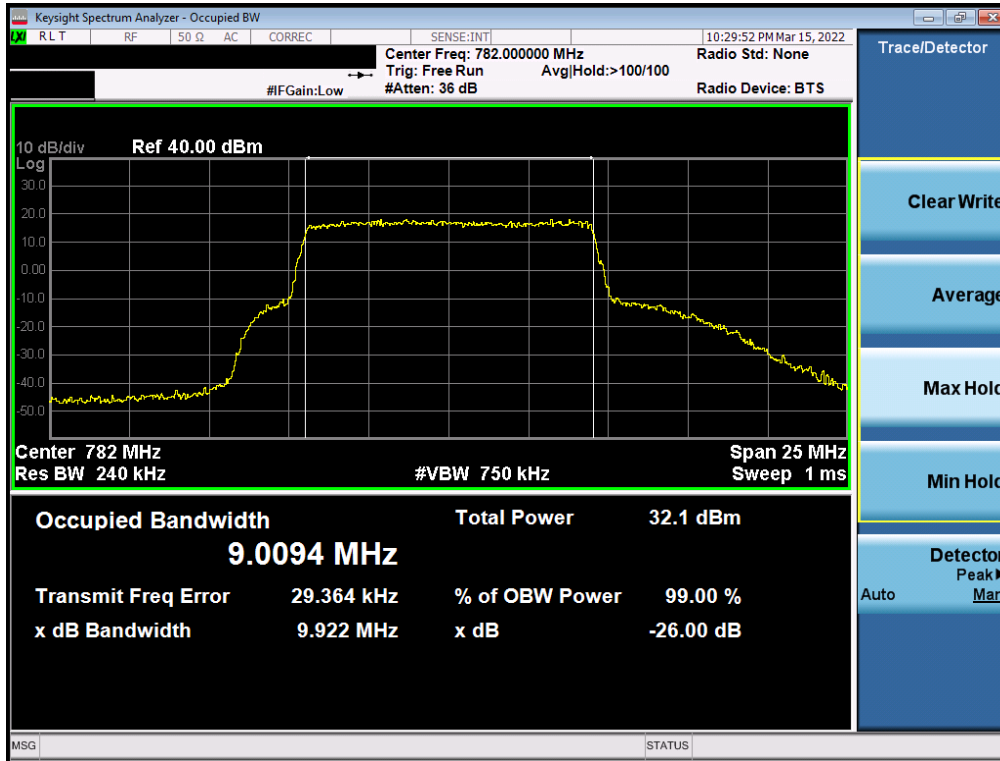 Keysight Spectrum Analyzer - Occupied BW
LXI RLT RF 50 Ω AC CORREC SENSE:INT 10:29:52 PM Mar 15, 2022
Center Freq: 782.000000 MHz Radio Std: None
Trig: Free Run Avg|Hold:>100/100
#IFGain:Low #Atten: 36 dB Radio Device: BTS
10 dB/div Ref 40.00 dBm
Log
30.0
20.0
10.0
0.00
-10.0
-20.0
-30.0
-40.0
-50.0
Center 782 MHz Span 25 MHz
Res BW 240 kHz #VBW 750 kHz Sweep 1 ms
Occupied Bandwidth Total Power 32.1 dBm
9.0094 MHz
Transmit Freq Error 29.364 kHz % of OBW Power 99.00 %
x dB Bandwidth 9.922 MHz x dB -26.00 dB
MSG STATUS
Trace/Detector
Clear Write
Average
Max Hold
Min Hold
Detector
Peak
Auto Man